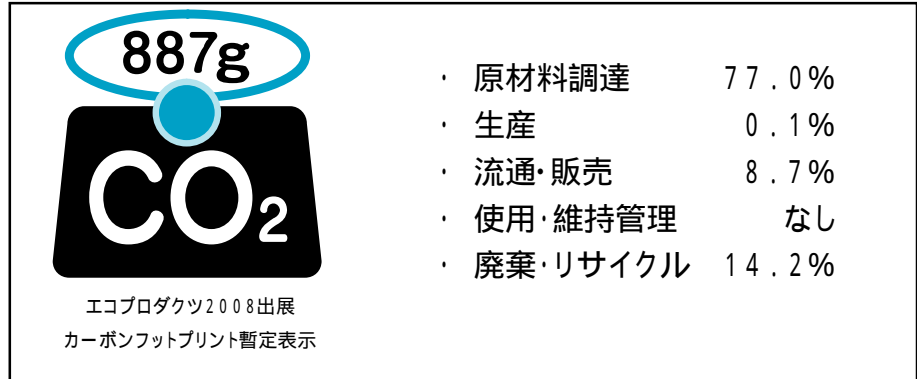 887g
CO₂
エコプロダクツ2008出展
カーボンフットプリント暫定表示
・ 原材料調達 77.0%
・ 生産 0.1%
・ 流通・販売 8.7%
・ 使用・維持管理 なし
・ 廃棄・リサイクル 14.2%